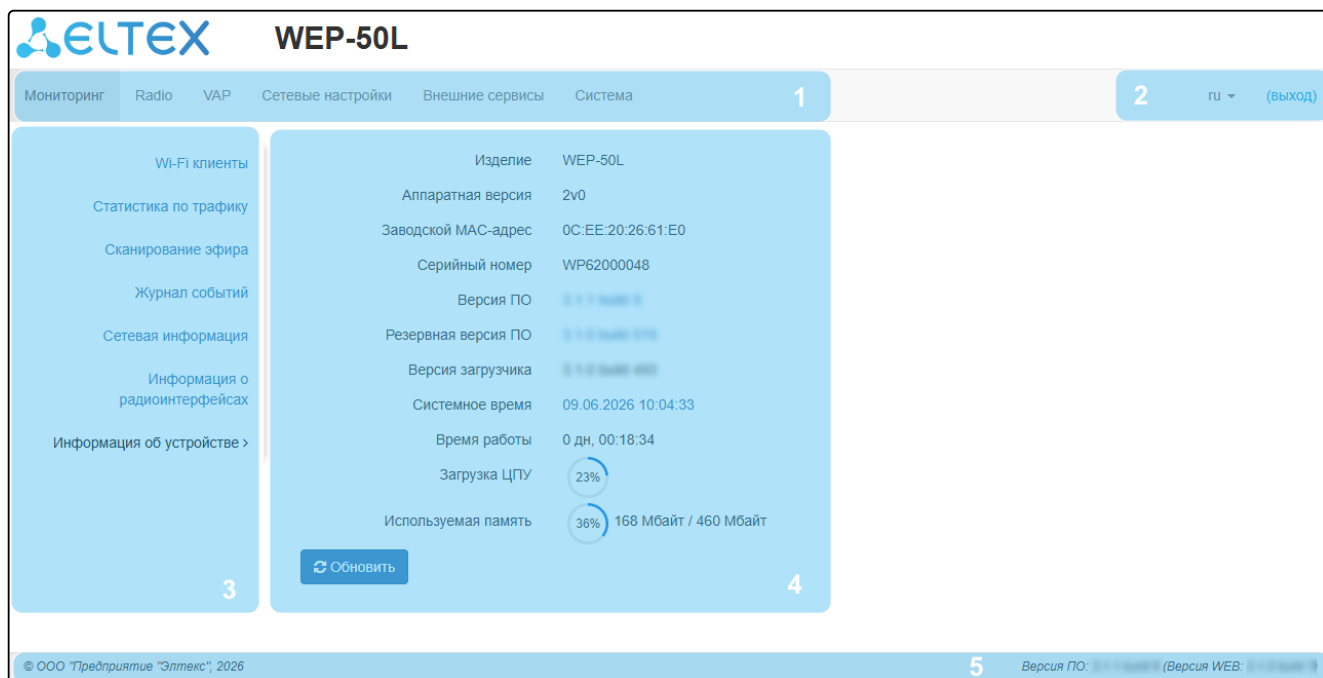 ELTEX WEP-50L
Мониторинг Radio VAP Сетевые настройки Внешние сервисы Система 1 2 ru (выход)
Wi-Fi клиенты
Статистика по трафику
Сканирование эфира
Журнал событий
Сетевая информация
Информация о
радиоинтерфейсах
Информация об устройстве >
3
Изделие WEP-50L
Аппаратная версия 2v0
Заводской MAC-адрес 0C:EE:20:26:61:E0
Серийный номер WP62000048
Версия ПО
Резервная версия ПО
Версия загрузчика
Системное время 09.06.2026 10:04:33
Время работы 0 дн, 00:18:34
Загрузка ЦПУ 23%
Используемая память 36% 168 Мбайт / 460 Мбайт
Обновить
4
© ООО "Предприятие "Элтекс", 2026 5 Версия ПО: (Версия WEB: